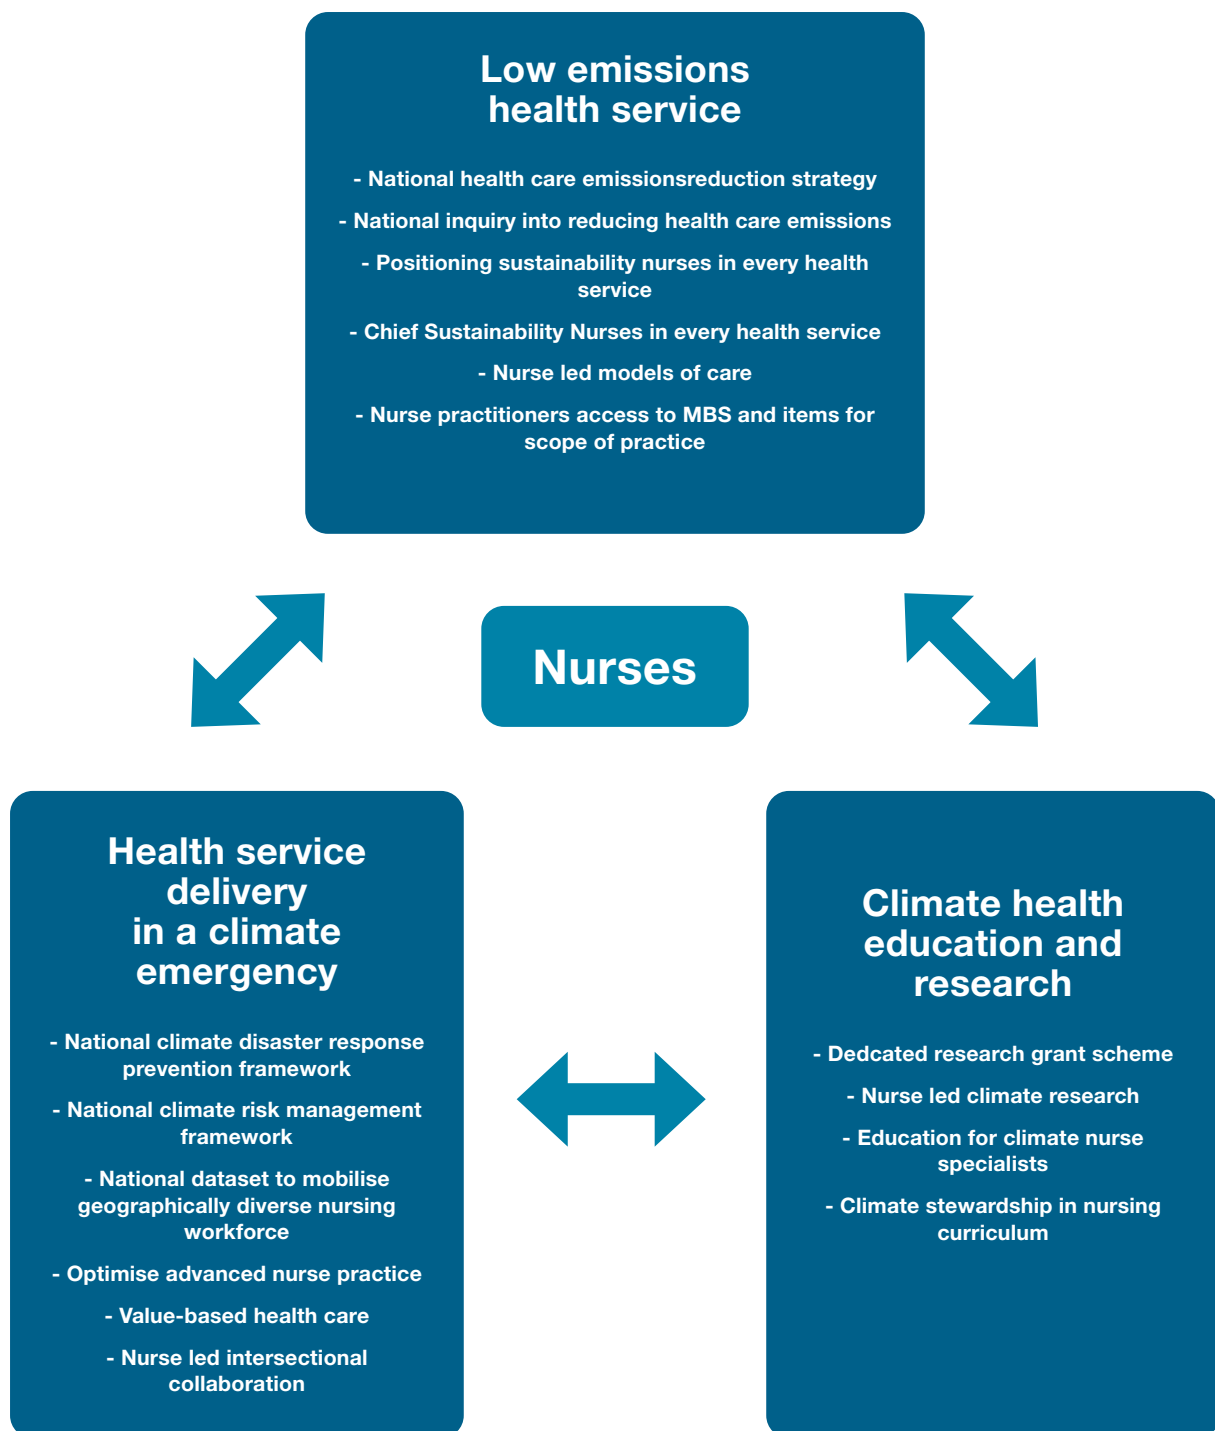 Low emissions
health service
- National health care emissionsreduction strategy
- National inquiry into reducing health care emissions
- Positioning sustainability nurses in every health
service
- Chief Sustainability Nurses in every health service
- Nurse led models of care
- Nurse practitioners access to MBS and items for
scope of practice
Nurses
Health service
delivery
in a climate
emergency
- National climate disaster response
prevention framework
- National climate risk management
framework
- National dataset to mobilise
geographically diverse nursing
workforce
- Optimise advanced nurse practice
- Value-based health care
- Nurse led intersectional
collaboration
Climate health
education and
research
- Dedcated research grant scheme
- Nurse led climate research
- Education for climate nurse
specialists
- Climate stewardship in nursing
curriculum